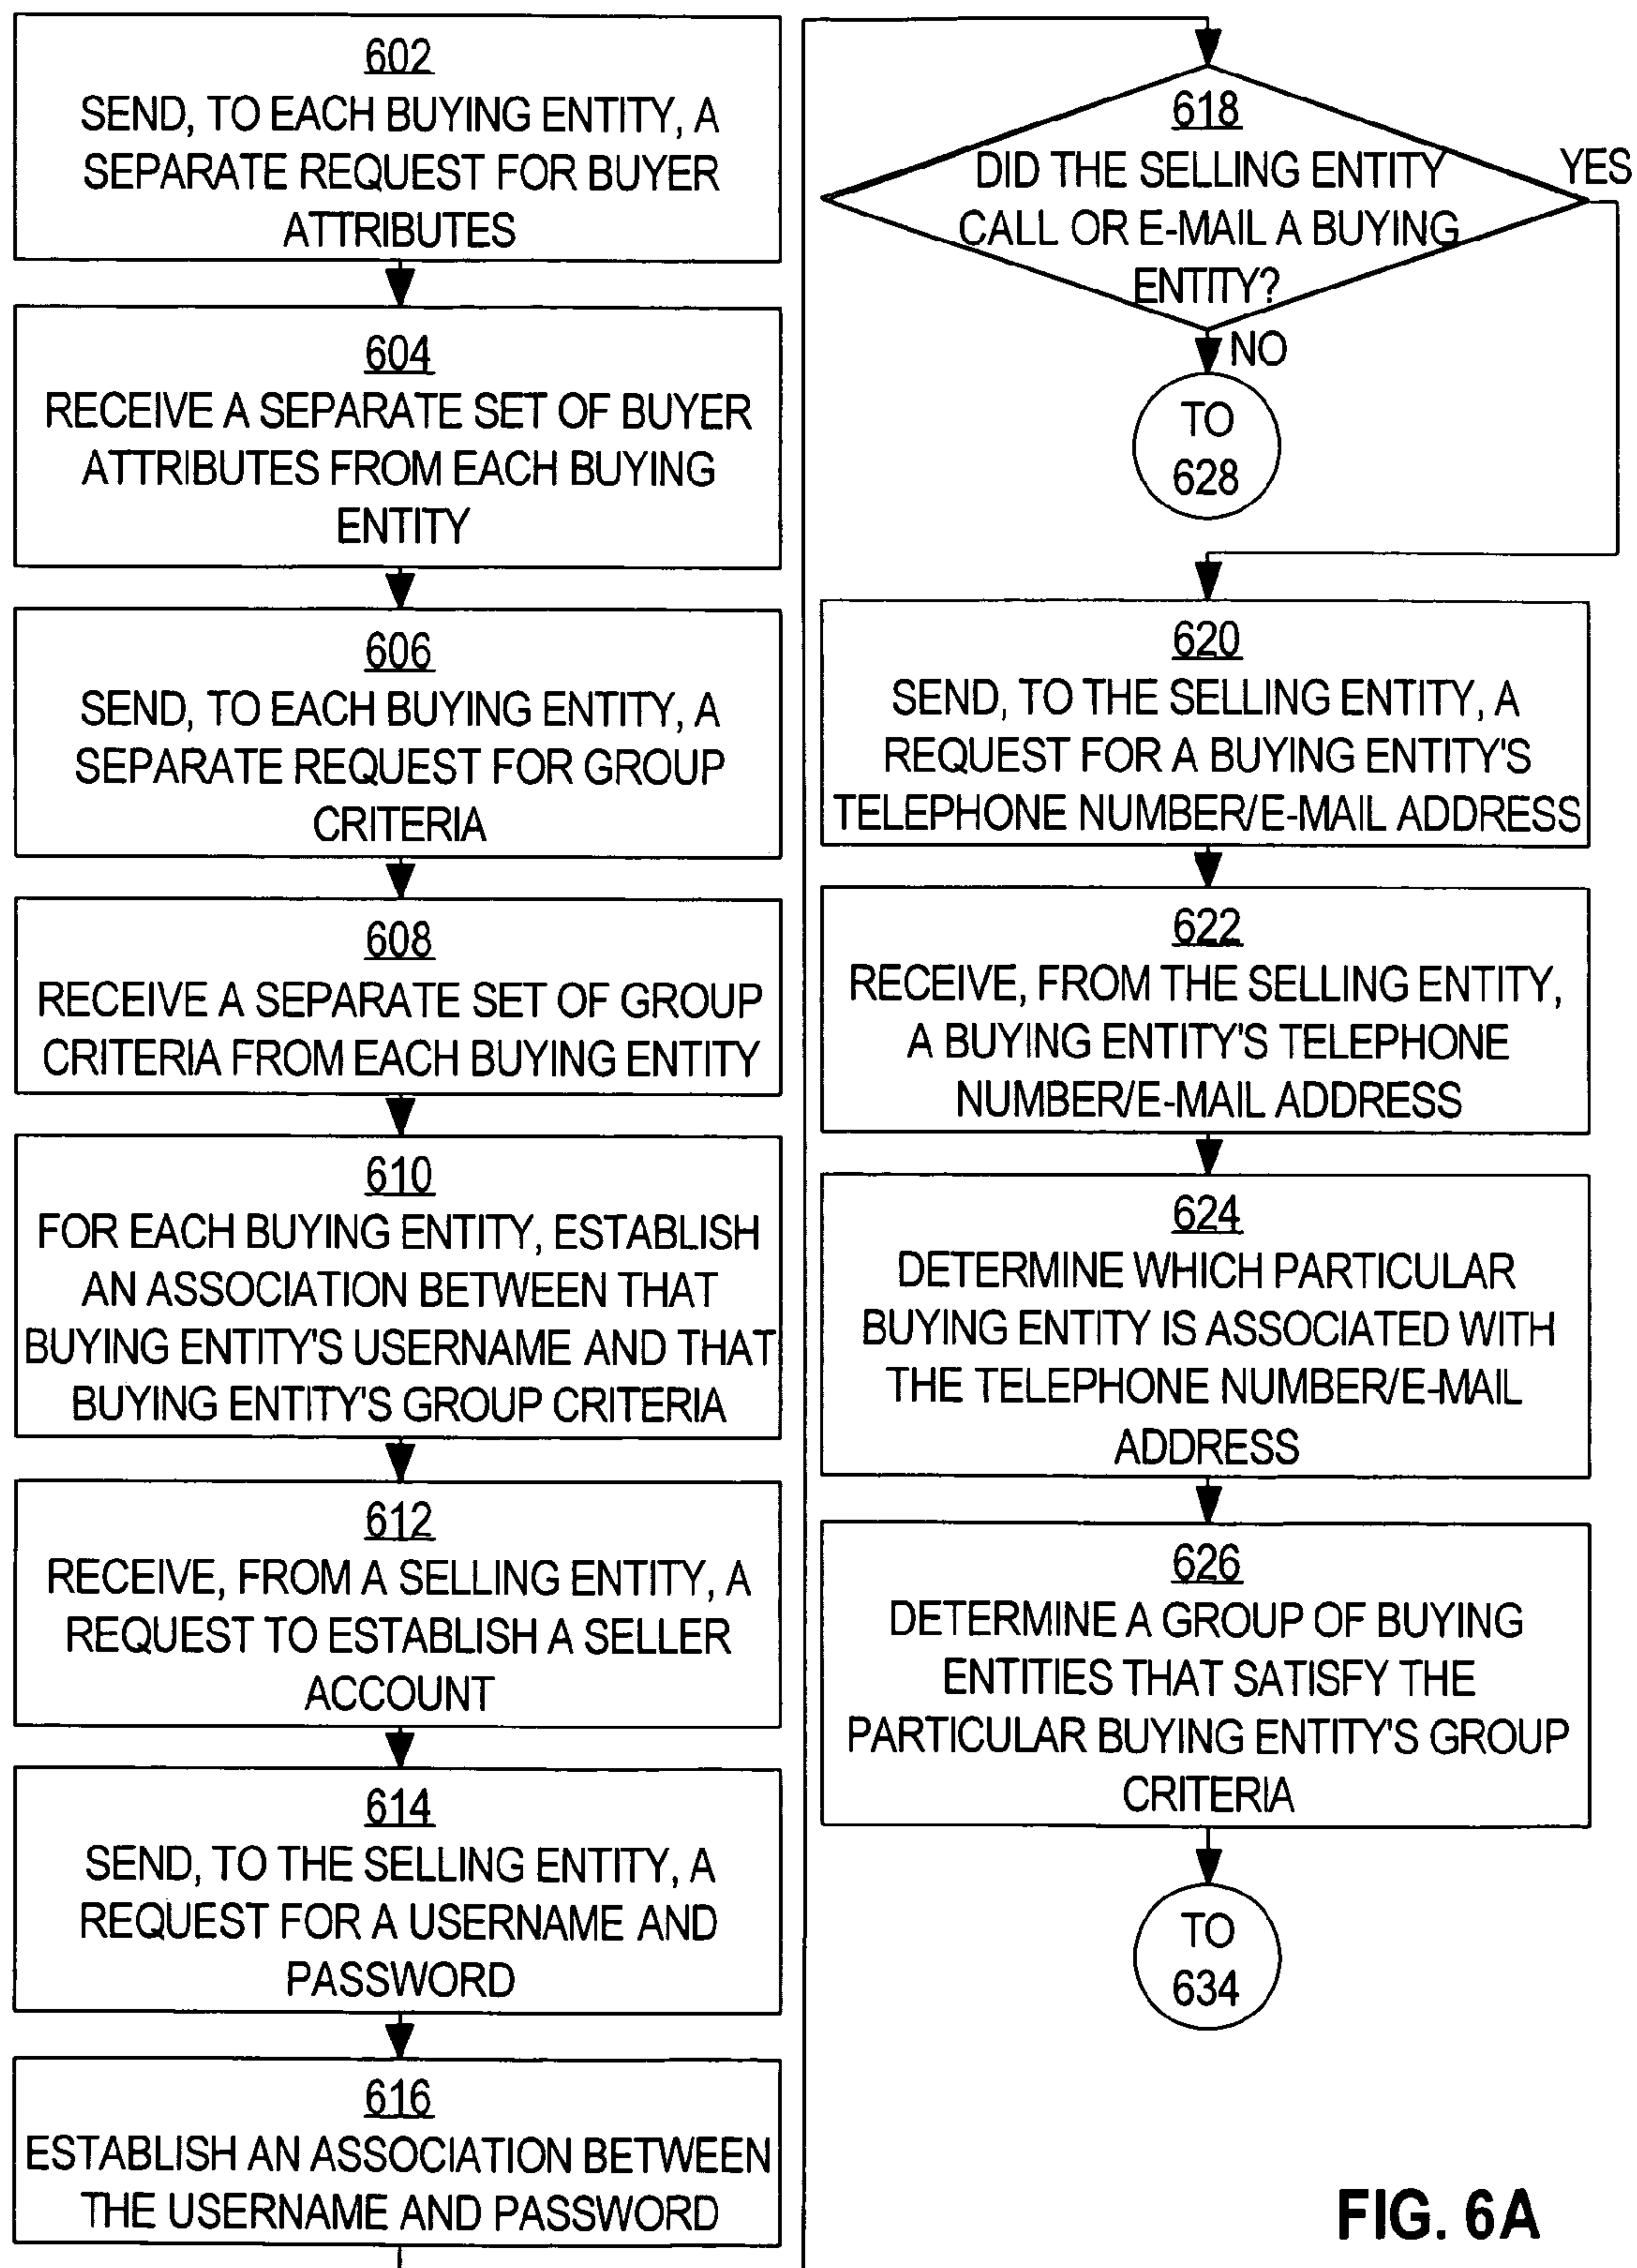 602
SEND, TO EACH BUYING ENTITY, A
SEPARATE REQUEST FOR BUYER
ATTRIBUTES
604
RECEIVE A SEPARATE SET OF BUYER
ATTRIBUTES FROM EACH BUYING
ENTITY
606
SEND, TO EACH BUYING ENTITY, A
SEPARATE REQUEST FOR GROUP
CRITERIA
608
RECEIVE A SEPARATE SET OF GROUP
CRITERIA FROM EACH BUYING ENTITY
610
FOR EACH BUYING ENTITY, ESTABLISH
AN ASSOCIATION BETWEEN THAT
BUYING ENTITY'S USERNAME AND THAT
BUYING ENTITY'S GROUP CRITERIA
612
RECEIVE, FROM A SELLING ENTITY, A
REQUEST TO ESTABLISH A SELLER
ACCOUNT
614
SEND, TO THE SELLING ENTITY, A
REQUEST FOR A USERNAME AND
PASSWORD
616
ESTABLISH AN ASSOCIATION BETWEEN
THE USERNAME AND PASSWORD
618
DID THE SELLING ENTITY
CALL OR E-MAIL A BUYING
ENTITY?
YES
NO
TO
628
620
SEND, TO THE SELLING ENTITY, A
REQUEST FOR A BUYING ENTITY'S
TELEPHONE NUMBER/E-MAIL ADDRESS
622
RECEIVE, FROM THE SELLING ENTITY,
A BUYING ENTITY'S TELEPHONE
NUMBER/E-MAIL ADDRESS
624
DETERMINE WHICH PARTICULAR
BUYING ENTITY IS ASSOCIATED WITH
THE TELEPHONE NUMBER/E-MAIL
ADDRESS
626
DETERMINE A GROUP OF BUYING
ENTITIES THAT SATISFY THE
PARTICULAR BUYING ENTITY'S GROUP
CRITERIA
TO
634
FIG. 6A